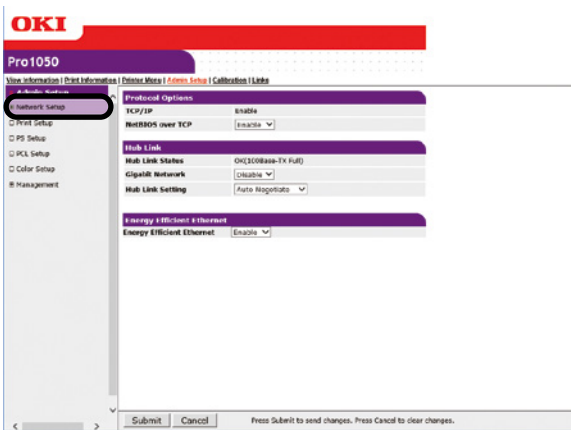 OKI
Pro1050
View Information | Print Information | Printer Menu | Admin Setup | Calibration | Links
Admin Setup
Network Setup
Print Setup
PS Setup
PCL Setup
Color Setup
Management
Protocol Options
TCP/IP Enable
NetBIOS over TCP Enable
Hub Link
Hub Link Status OK(100Base-TX Full)
Gigabit Network Disable
Hub Link Setting Auto Negotiate
Energy Efficient Ethernet
Energy Efficient Ethernet Enable
Submit Cancel Press Submit to send changes. Press Cancel to clear changes.